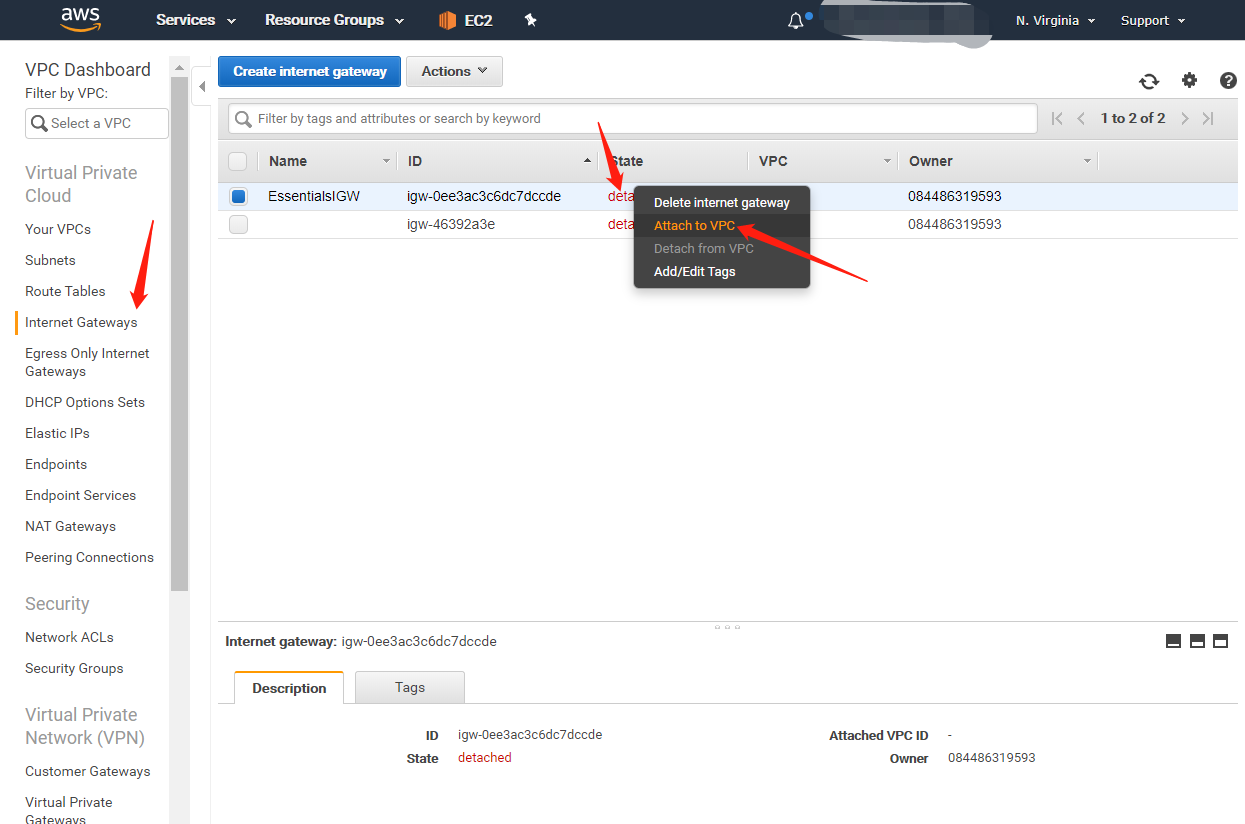 aws Services Resource Groups EC2 N. Virginia Support
VPC Dashboard
Filter by VPC:
Select a VPC
Virtual Private
Cloud
Your VPCs
Subnets
Route Tables
Internet Gateways
Egress Only Internet
Gateways
DHCP Options Sets
Elastic IPs
Endpoints
Endpoint Services
NAT Gateways
Peering Connections
Security
Network ACLs
Security Groups
Virtual Private
Network (VPN)
Customer Gateways
Virtual Private
Gateways
Create internet gateway Actions
Filter by tags and attributes or search by keyword
1 to 2 of 2
Name ID State VPC Owner
EssentialsIGW igw-0ee3ac3c6dc7dccde deta 084486319593
igw-46392a3e deta 084486319593
Delete internet gateway
Attach to VPC
Detach from VPC
Add/Edit Tags
Internet gateway: igw-0ee3ac3c6dc7dccde
Description Tags
ID igw-0ee3ac3c6dc7dccde Attached VPC ID -
State detached Owner 084486319593